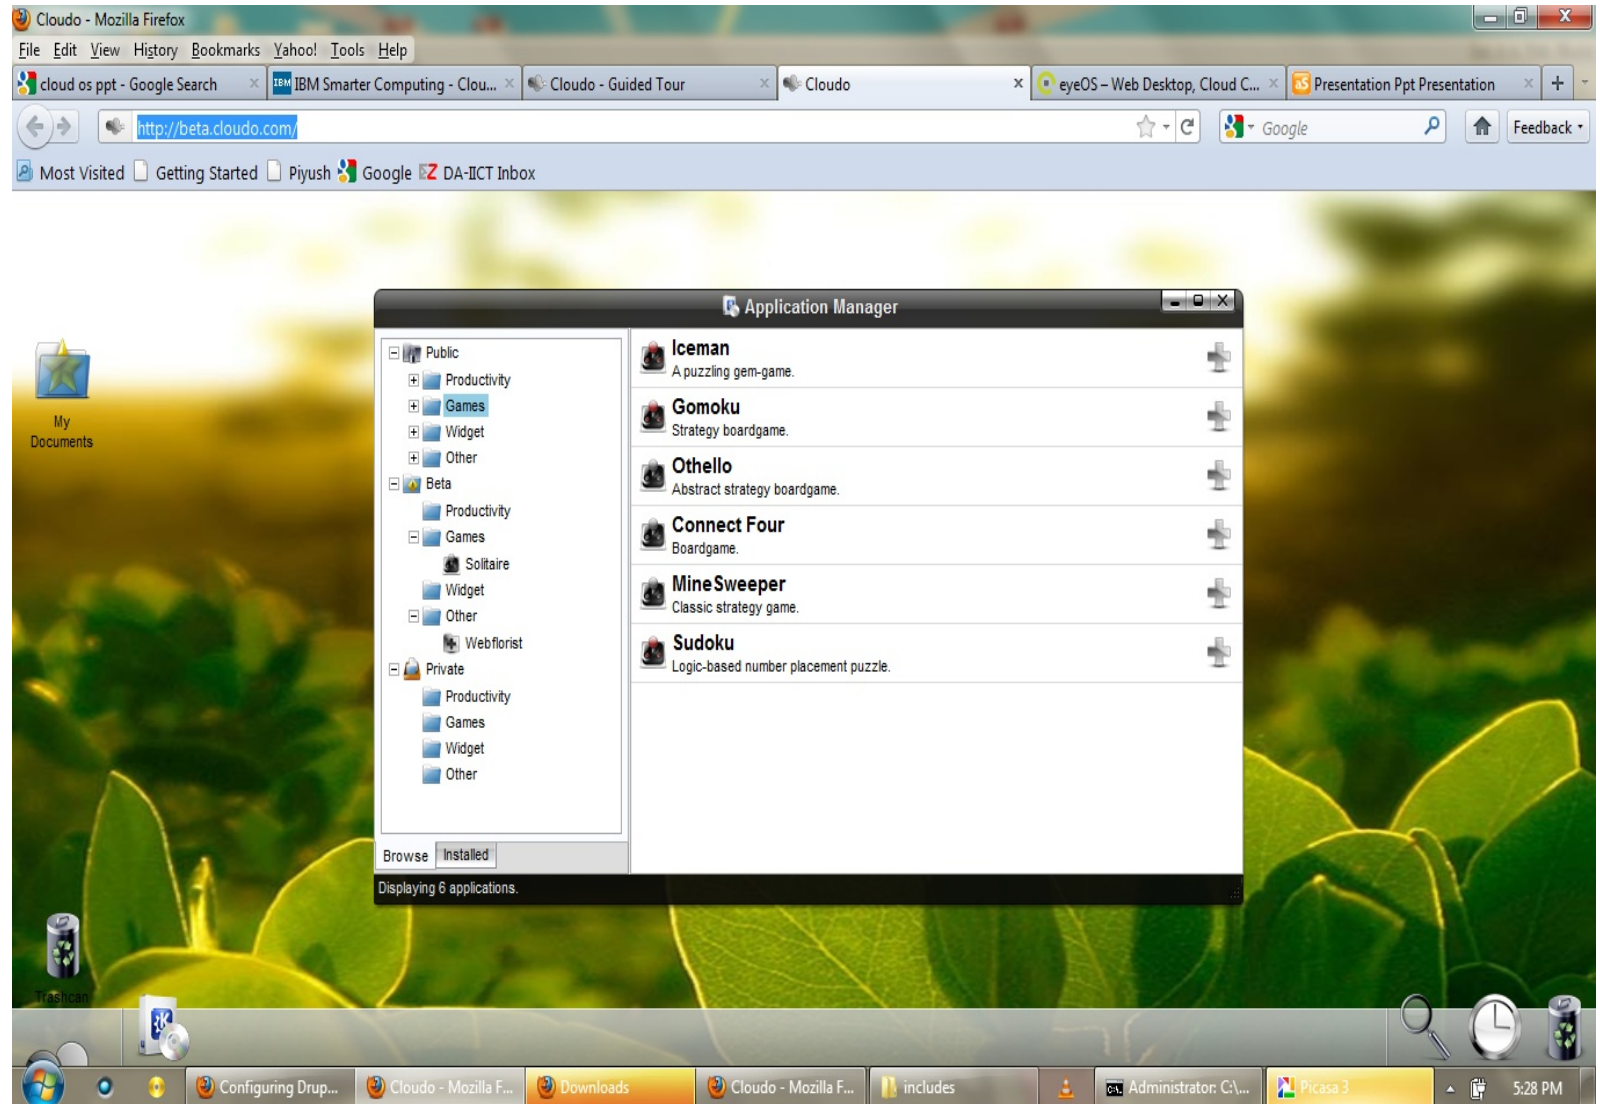 Cloudo - Mozilla Firefox
File Edit View History Bookmarks Yahoo! Tools Help
cloud os ppt - Google Search
IBM Smarter Computing - Clou...
Cloudo - Guided Tour
Cloudo
eyeOS – Web Desktop, Cloud C...
Presentation Ppt Presentation
http://beta.cloudo.com/
Google
Feedback
Most Visited Getting Started Piyush Google DA-IICT Inbox
Application Manager
My
Documents
Public
Productivity
Games
Widget
Other
Beta
Productivity
Games
Solitaire
Widget
Other
Webflorist
Private
Productivity
Games
Widget
Other
Browse Installed
Displaying 6 applications.
Iceman
A puzzling gem-game.
Gomoku
Strategy boardgame.
Othello
Abstract strategy boardgame.
Connect Four
Boardgame.
MineSweeper
Classic strategy game.
Sudoku
Logic-based number placement puzzle.
Trashcan
Configuring Drup...
Cloudo - Mozilla F...
Downloads
Cloudo - Mozilla F...
includes
Administrator: C:\...
Picasa 3
5:28 PM